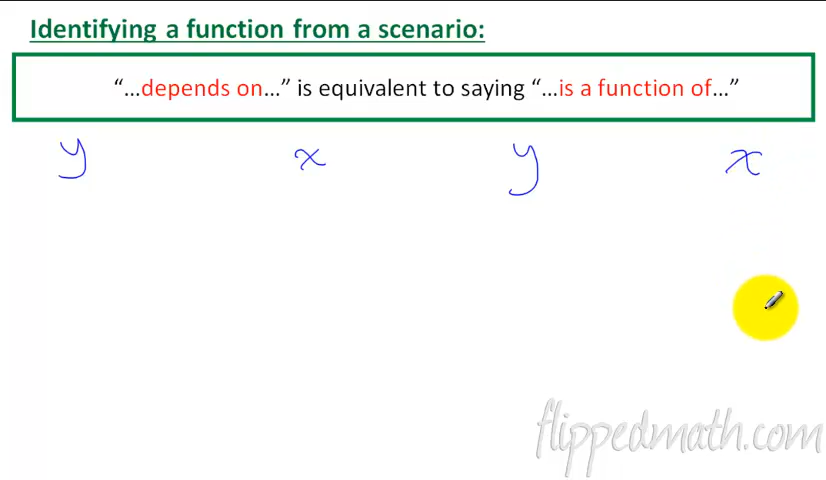 Identifying a function from a scenario:
“...depends on...” is equivalent to saying “...is a function of...”
y x y x
flippedmath.com